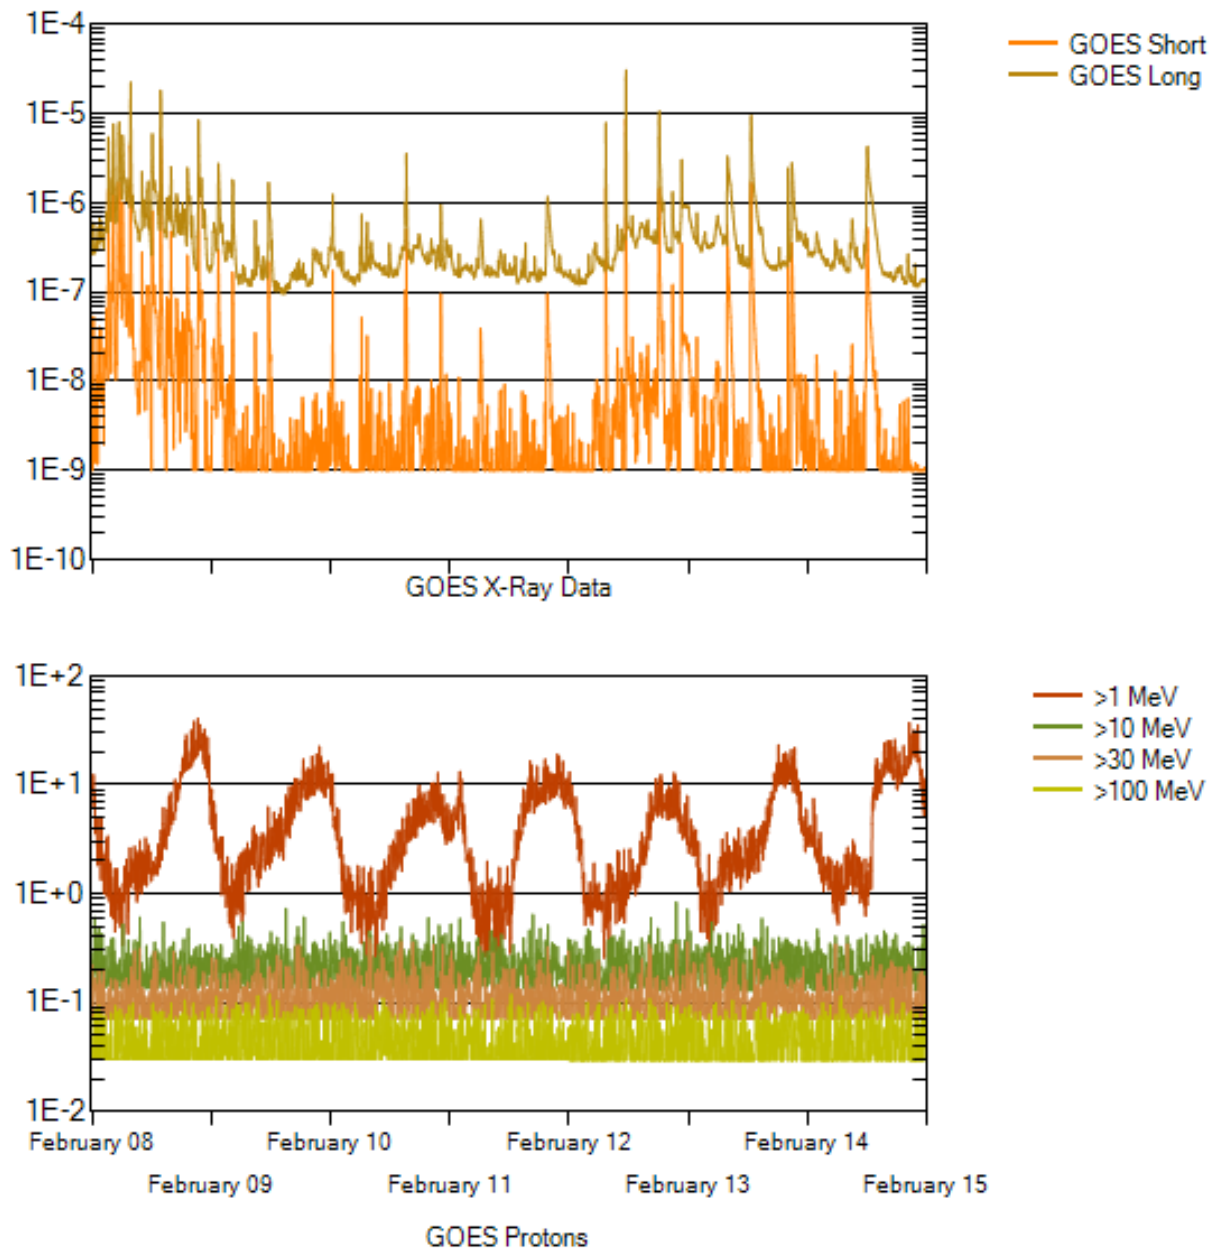 1E-4
1E-5
1E-6
1E-7
1E-8
1E-9
1E-10
GOES Short
GOES Long
GOES X-Ray Data
1E+2
1E+1
1E+0
1E-1
1E-2
>1 MeV
>10 MeV
>30 MeV
>100 MeV
February 08
February 10
February 12
February 14
February 09
February 11
February 13
February 15
GOES Protons